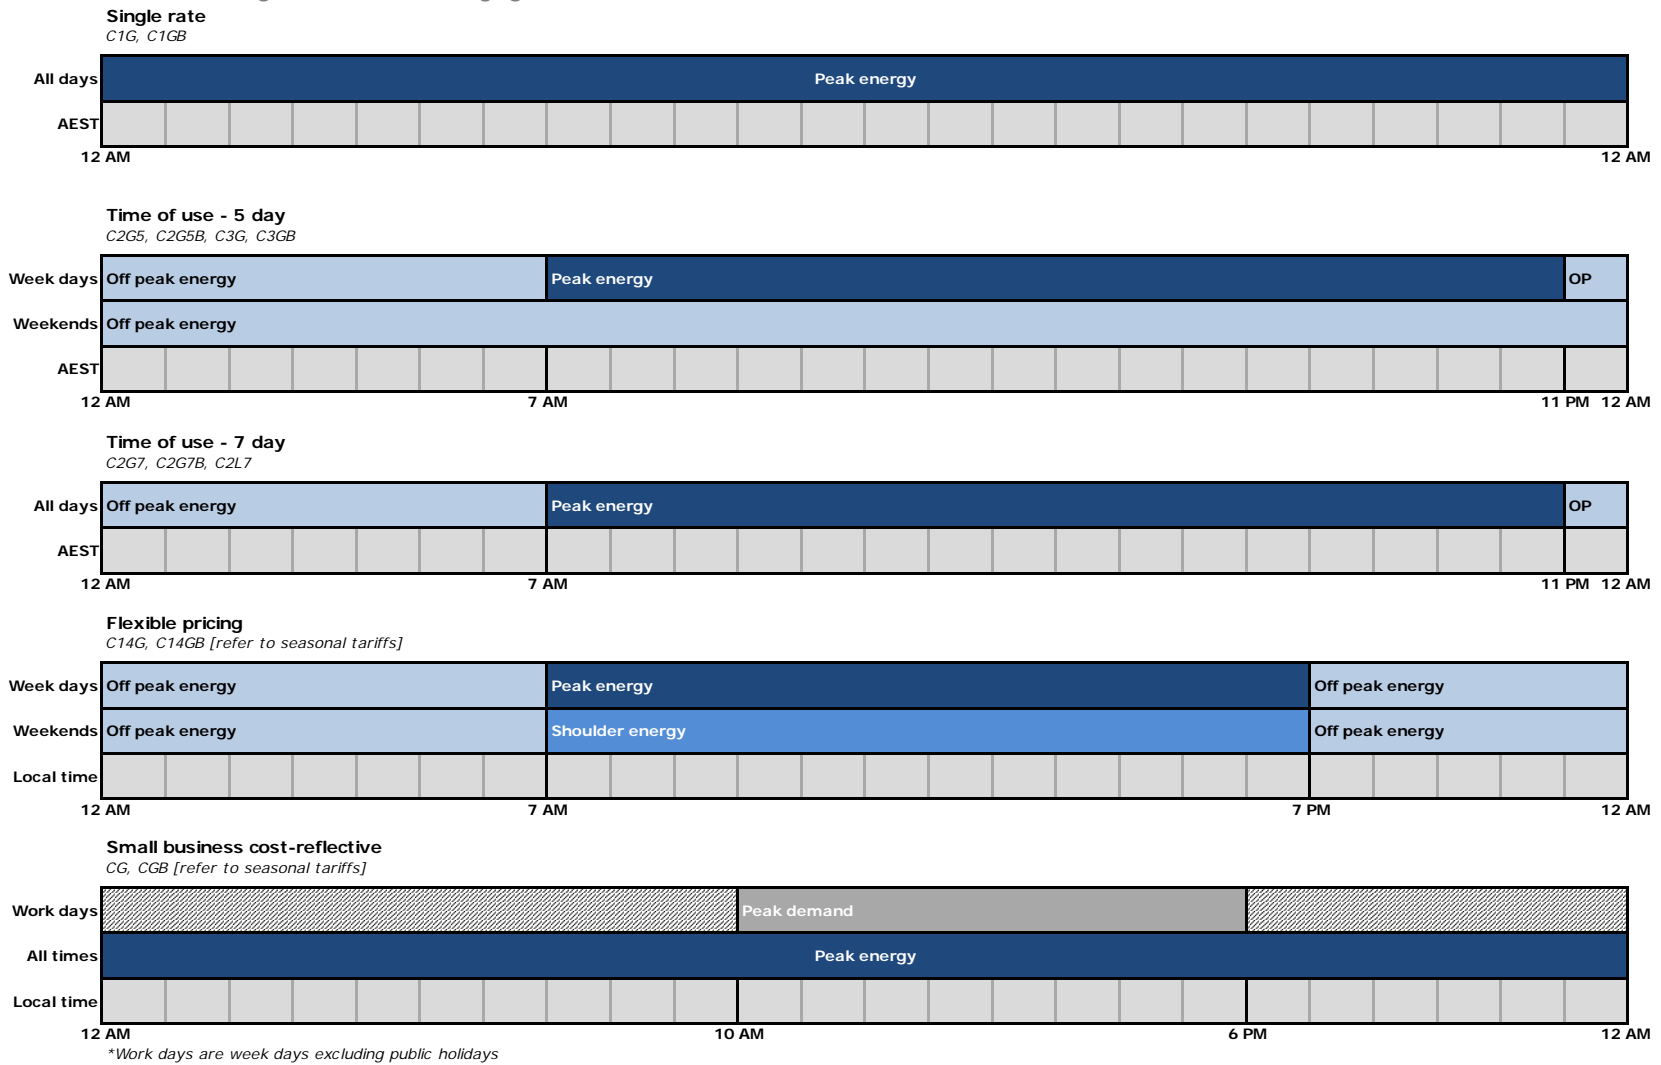 Single rate
C1G, C1GB
All days Peak energy
AEST
12 AM 12 AM
Time of use - 5 day
C2G5, C2G5B, C3G, C3GB
Week days Off peak energy Peak energy OP
Weekends Off peak energy
AEST
12 AM 7 AM 11 PM 12 AM
Time of use - 7 day
C2G7, C2G7B, C2L7
All days Off peak energy Peak energy OP
AEST
12 AM 7 AM 11 PM 12 AM
Flexible pricing
C14G, C14GB [refer to seasonal tariffs]
Week days Off peak energy Peak energy Off peak energy
Weekends Off peak energy Shoulder energy Off peak energy
Local time
12 AM 7 AM 7 PM 12 AM
Small business cost-reflective
CG, CGB [refer to seasonal tariffs]
Work days Peak demand
All times Peak energy
Local time
12 AM 10 AM 6 PM 12 AM
*Work days are week days excluding public holidays